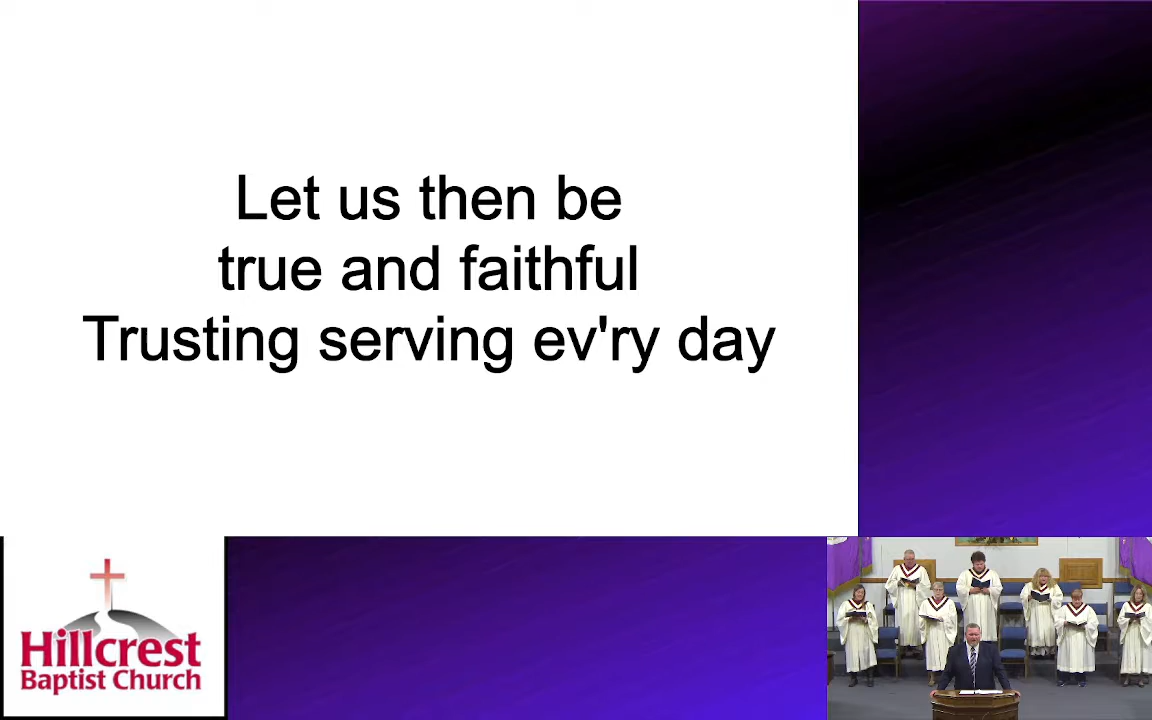 Let us then be
true and faithful
Trusting serving ev'ry day
Hillcrest
Baptist Church